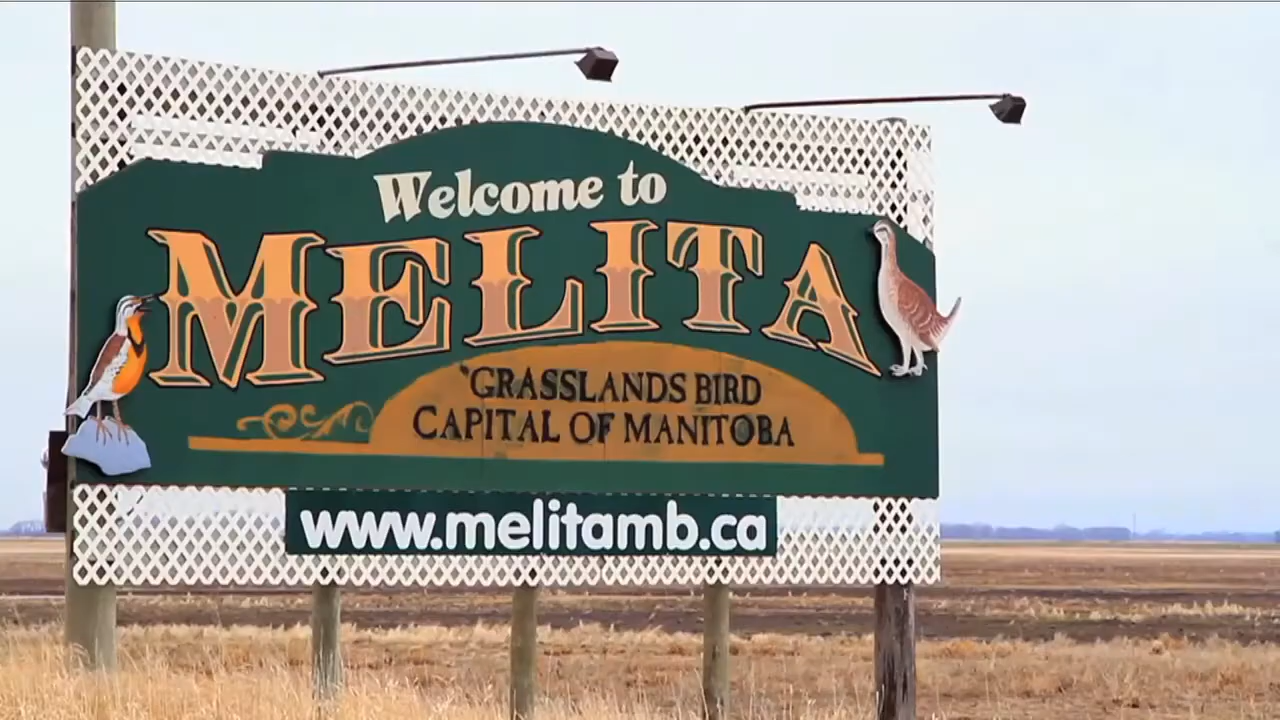 Welcome to
MELITA
"GRASSLANDS BIRD
CAPITAL OF MANITOBA
www.melitamb.ca